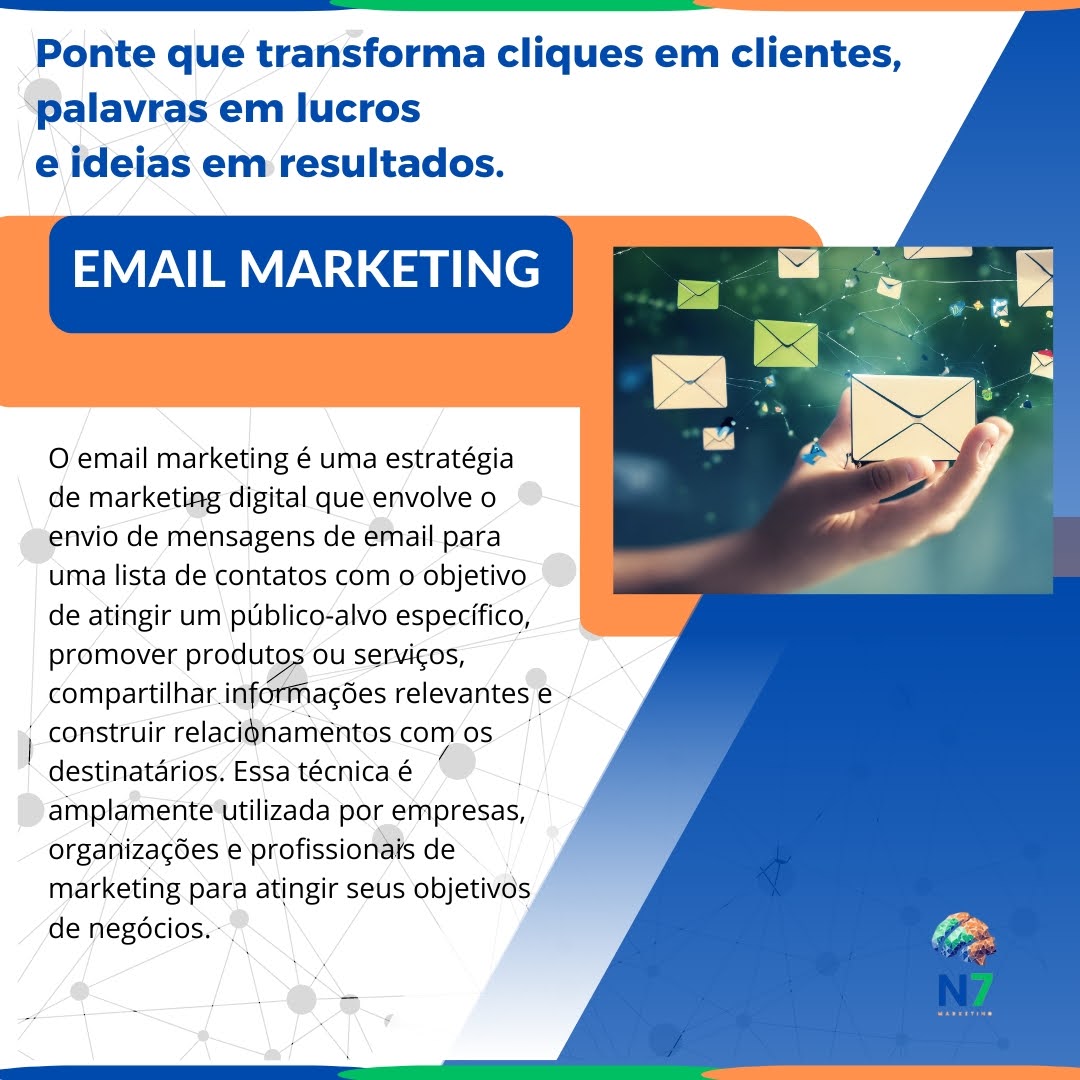 Ponte que transforma cliques em clientes,
palavras em lucros
e ideias em resultados.
EMAIL MARKETING
O email marketing é uma estratégia
de marketing digital que envolve o
envio de mensagens de email para
uma lista de contatos com o objetivo
de atingir um público-alvo específico,
promover produtos ou serviços,
compartilhar informações relevantes e
construir relacionamentos com os
destinatários. Essa técnica é
amplamente utilizada por empresas,
organizações e profissionais de
marketing para atingir seus objetivos
de negócios.
N7
MARKETING